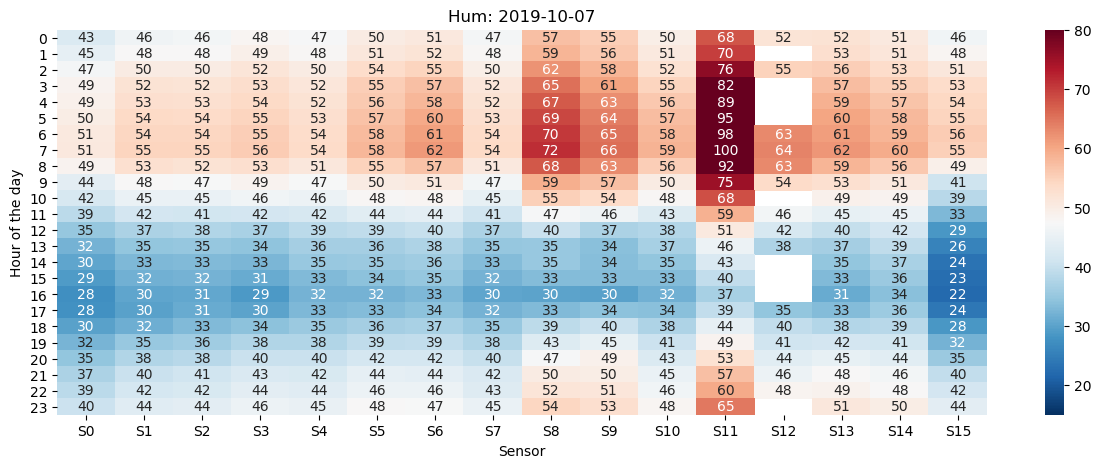 Hum: 2019-10-07
0 43 46 46 48 47 50 51 47 57 55 50 68 52 52 51 46
1 45 48 48 49 48 51 52 48 59 56 51 70 53 51 48
2 47 50 50 52 50 54 55 50 62 58 52 76 55 56 53 51
3 49 52 52 53 52 55 57 52 65 61 55 82 57 55 53
4 49 53 53 54 52 56 58 52 67 63 56 89 59 57 54
5 50 54 54 55 53 57 60 53 69 64 57 95 60 58 55
6 51 54 55 55 54 58 61 54 70 65 58 98 63 61 59 56
7 51 55 55 56 54 58 62 54 72 66 59 100 64 62 60 55
8 49 53 52 53 51 55 57 51 68 63 56 92 63 59 56 49
9 44 48 47 49 47 50 51 47 59 57 50 75 54 53 51 41
10 42 45 45 46 46 48 48 45 55 54 48 68 49 49 39
11 39 42 41 42 42 44 44 41 47 46 43 59 46 45 45 33
12 35 37 38 37 39 39 40 37 40 37 38 51 42 40 42 29
13 32 35 35 34 36 36 38 35 35 34 37 46 38 37 39 26
14 30 33 33 33 35 35 36 33 35 34 35 43 35 37 24
15 29 32 32 31 33 34 35 32 33 33 33 40 33 36 23
16 28 30 31 29 32 32 33 30 30 30 32 37 31 34 22
17 28 30 31 30 33 33 34 32 33 34 34 39 35 33 36 24
18 30 32 33 34 35 36 37 35 39 40 38 44 40 38 39 28
19 32 35 36 38 38 39 39 38 43 45 41 49 41 42 41 32
20 35 38 38 40 40 42 42 40 47 49 43 53 44 45 44 35
21 37 40 41 43 42 44 44 42 50 50 45 57 46 48 46 40
22 39 42 42 44 44 46 46 43 52 51 46 60 48 49 48 42
23 40 44 44 46 45 48 47 45 54 53 48 65 51 50 44
S0 S1 S2 S3 S4 S5 S6 S7 S8 S9 S10 S11 S12 S13 S14 S15
Sensor
Hour of the day
80
70
60
50
40
30
20